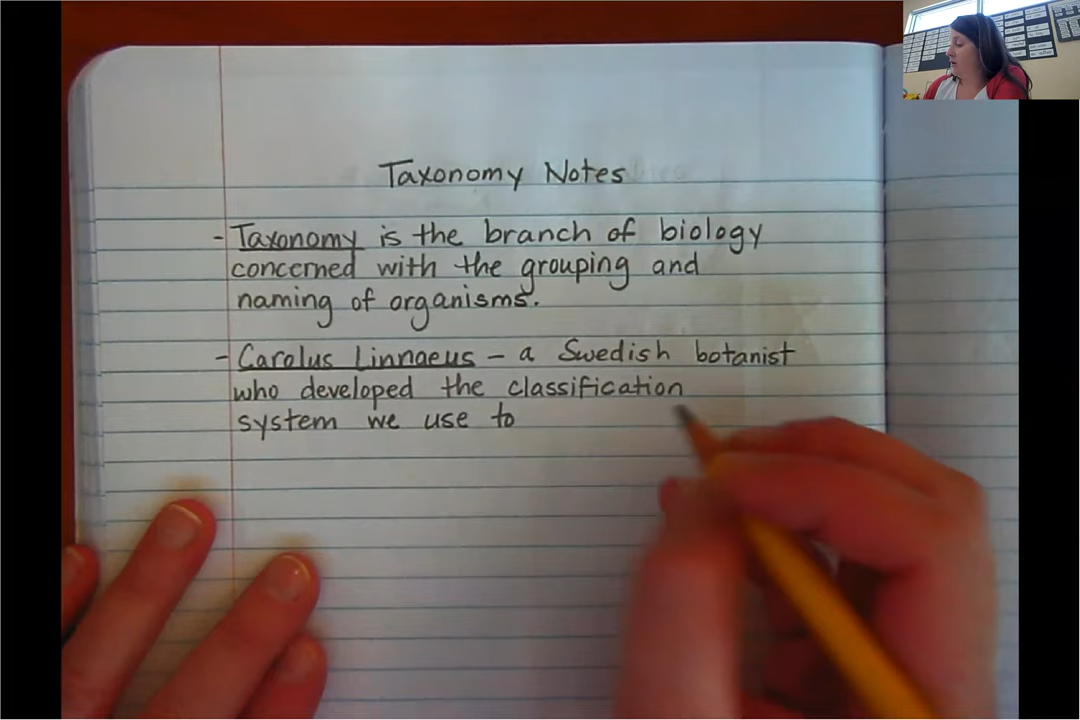 Taxonomy Notes
- Taxonomy is the branch of biology
concerned with the grouping and
naming of organisms.
- Carolus Linnaeus - a Swedish botanist
who developed the classification
system we use to